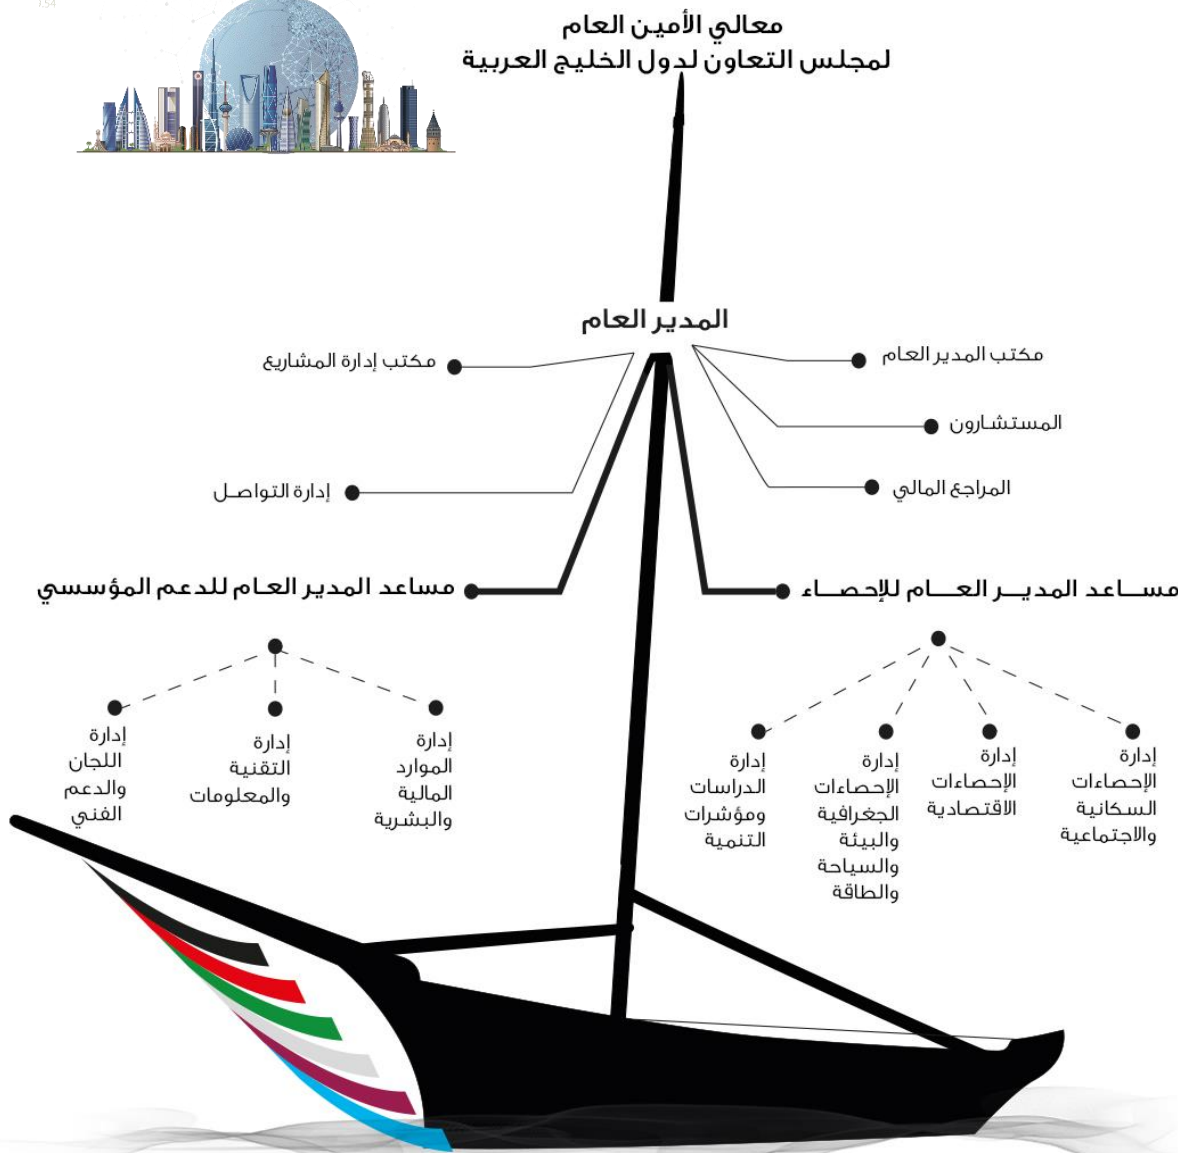 معالي الأمين العام
لمجلس التعاون لدول الخليج العربية
المدير العام
مكتب المدير العام
مكتب إدارة المشاريع
المستشارون
المراجع المالي
إدارة التواصل
مساعد المدير العام للإحصاء
مساعد المدير العام للدعم المؤسسي
إدارة
الإحصاءات
السكانية
والاجتماعية
إدارة
الإحصاءات
الاقتصادية
إدارة
الإحصاءات
الجغرافية
والبيئة
والسياحة
والطاقة
إدارة
الدراسات
ومؤشرات
التنمية
إدارة
الموارد
المالية
والبشرية
إدارة
التقنية
والمعلومات
إدارة
اللجان
والدعم
الفني